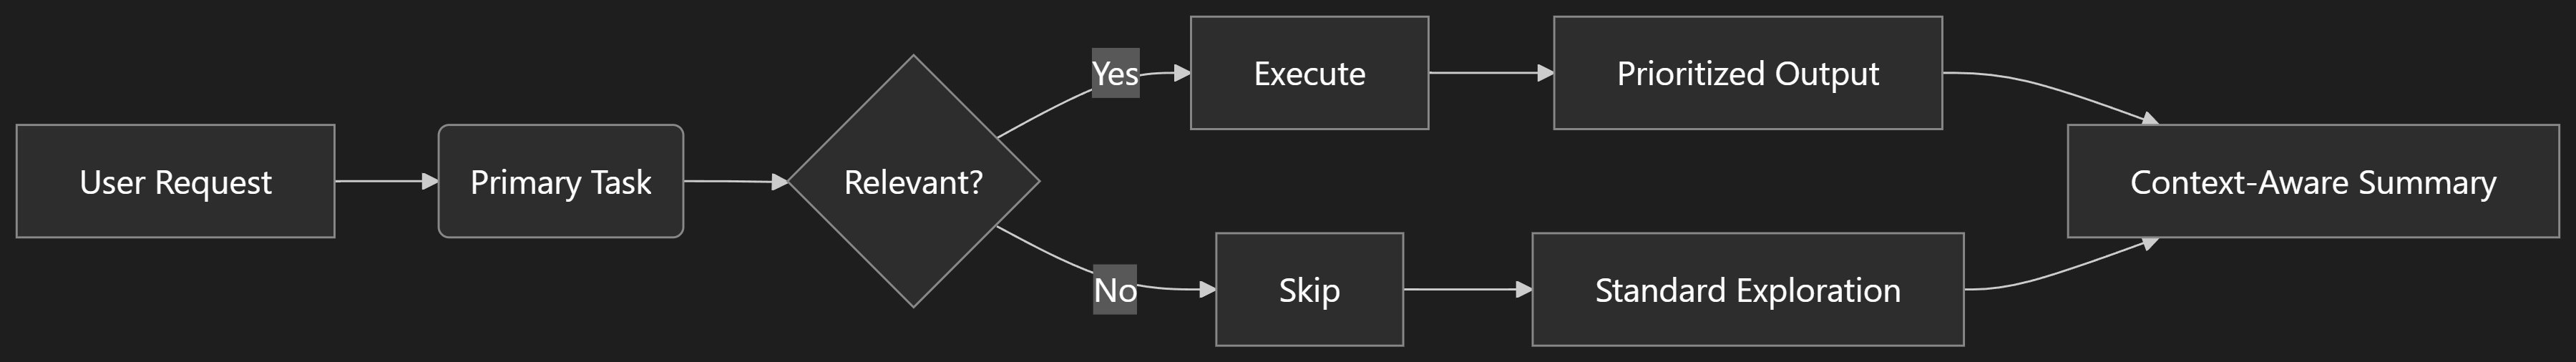 User Request
Primary Task
Relevant?
Yes
Execute
Prioritized Output
No
Skip
Standard Exploration
Context-Aware Summary